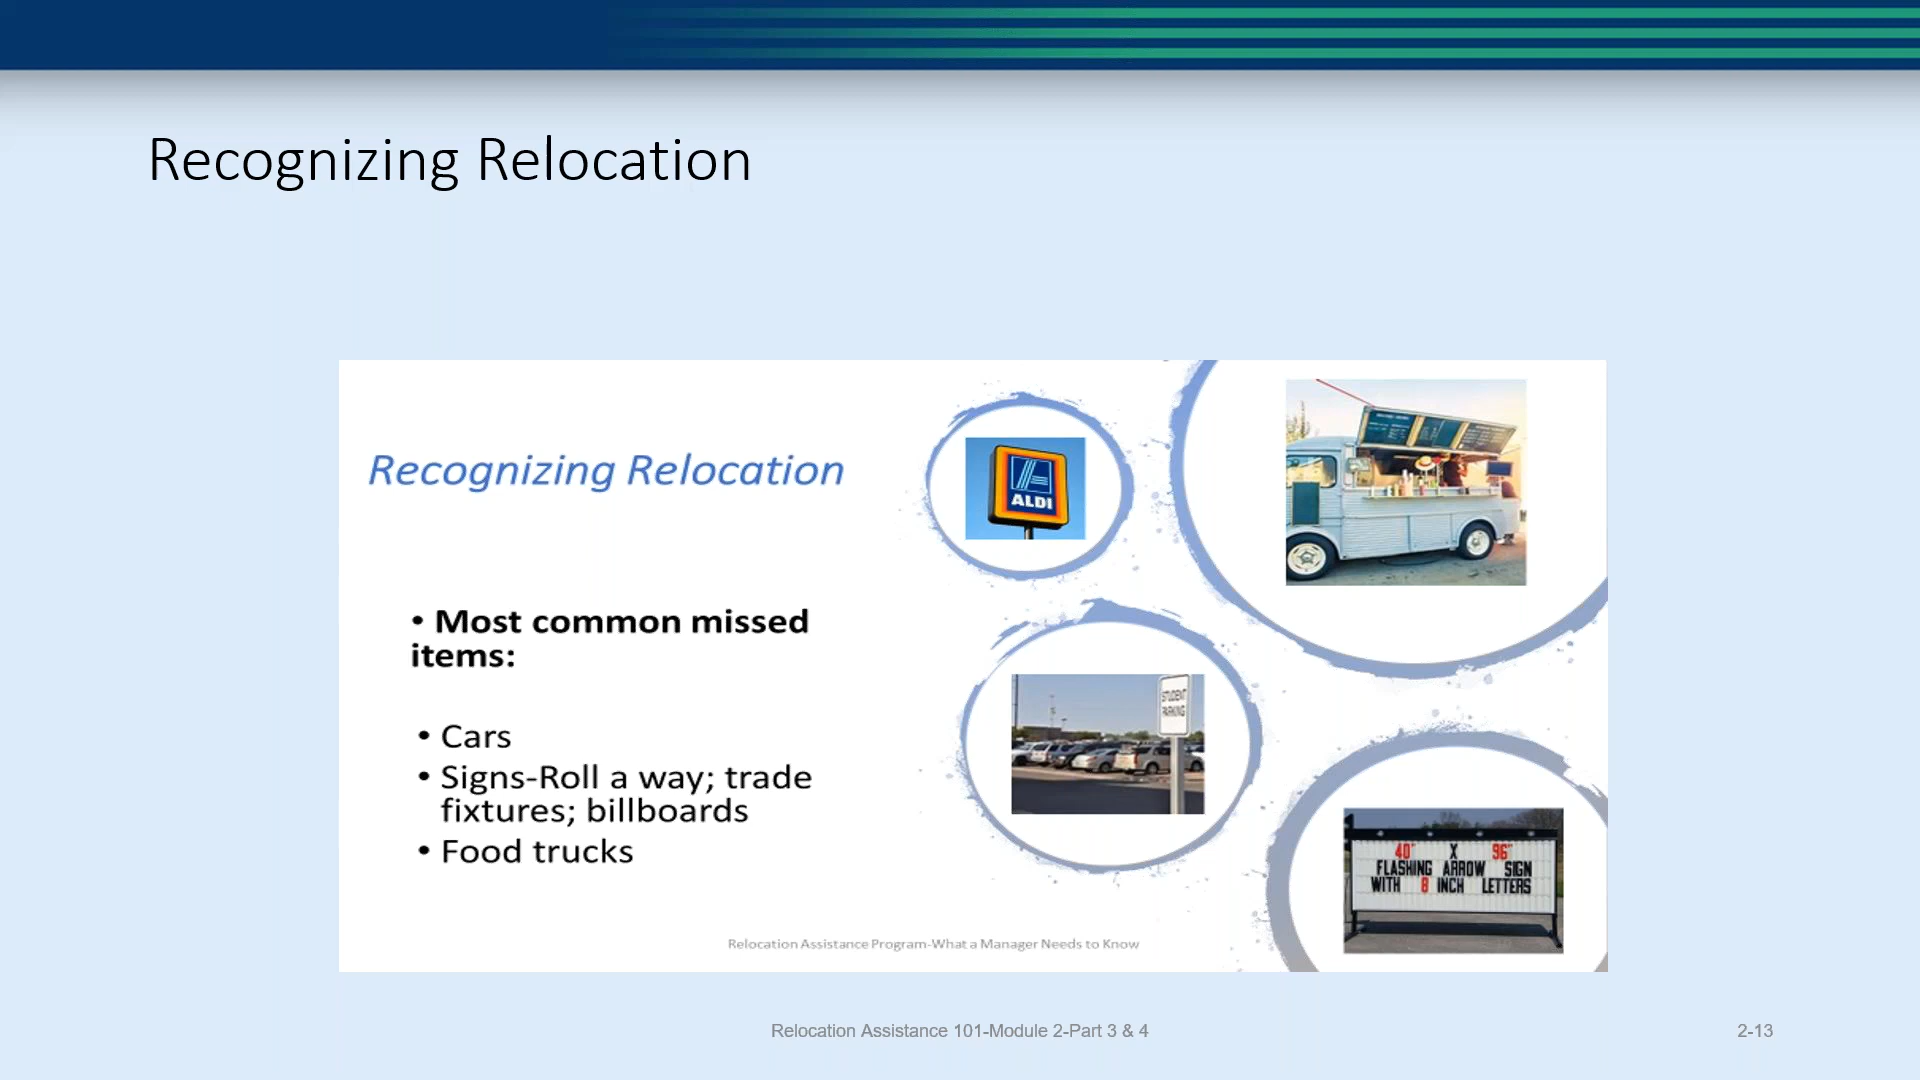 Recognizing Relocation
Recognizing Relocation
• Most common missed
items:
• Cars
• Signs-Roll a way; trade
fixtures; billboards
• Food trucks
ALDI
STUDENT
PARKING
40" X 96"
FLASHING ARROW SIGN
WITH 8 INCH LETTERS
Relocation Assistance Program-What a Manager Needs to Know
Relocation Assistance 101-Module 2-Part 3 & 4
2-13